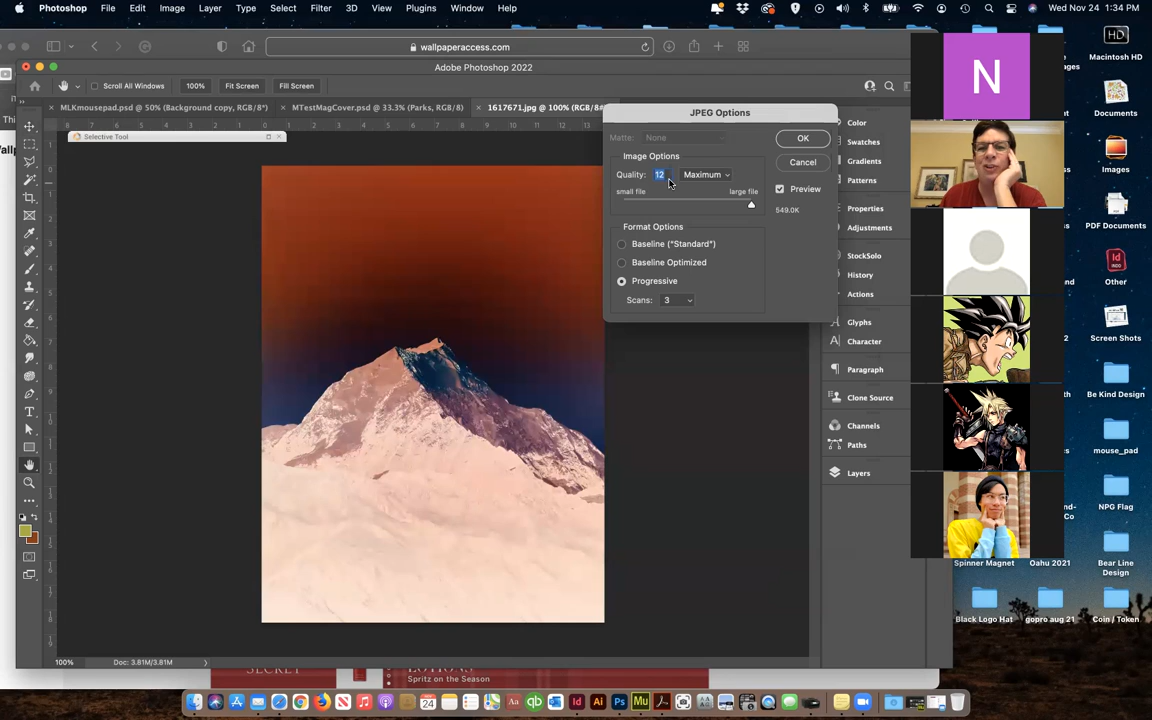 Photoshop File Edit Image Layer Type Select Filter 3D View Plugins Window Help
Wed Nov 24 1:34 PM
wallpaperaccess.com
Adobe Photoshop 2022
Scroll All Windows 100% Fit Screen Fill Screen
MLKmousepad.psd @ 50% (Background copy, RGB/8*)
MTestMagCover.psd @ 33.3% (Parks, RGB/8)
1617671.jpg @ 100% (RGB/8#
Selective Tool
JPEG Options
Matte: None
Image Options
Quality: 12 Maximum
small file large file
Format Options
Baseline ("Standard")
Baseline Optimized
Progressive
Scans: 3
OK
Cancel
Preview
549.0K
Color
Swatches
Gradients
Patterns
Properties
Adjustments
StockSolo
History
Actions
Glyphs
Character
Paragraph
Clone Source
Channels
Paths
Layers
N
HD
Macintosh HD
Documents
Images
PDF Documents
Other
Screen Shots
Be Kind Design
mouse_pad
NPG Flag
Bear Line
Design
Spinner Magnet
Oahu 2021
Black Logo Hat
gopro aug 21
Coin / Token
100% Doc: 3.81M/3.81M
SECRET
LOTIONS
Spritz on the Season